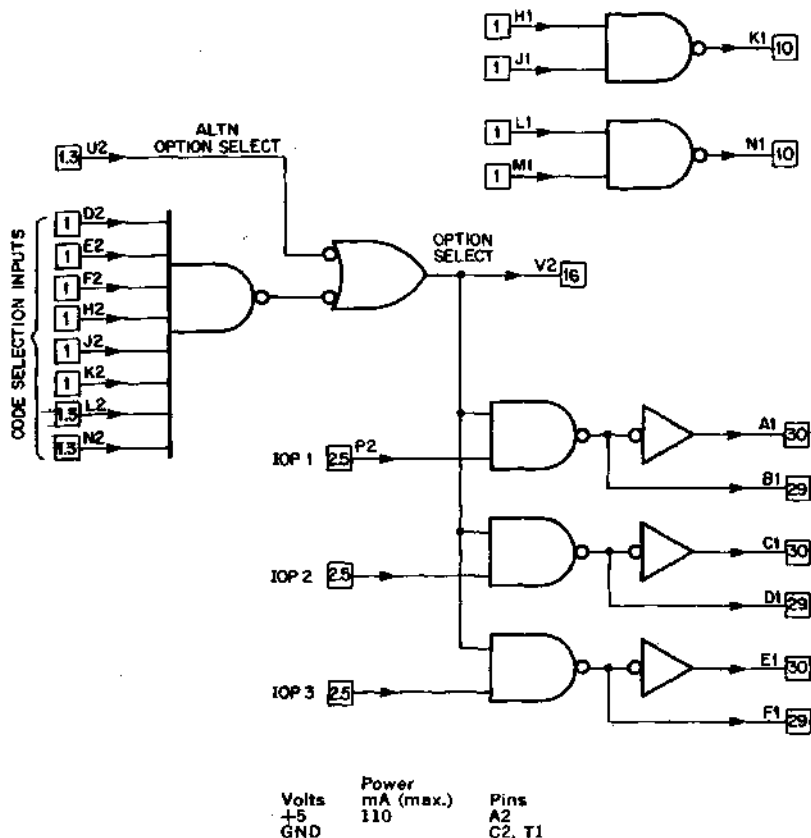 H1
1
K1
10
J1
1
L1
1
N1
10
M1
1
ALTN
OPTION SELECT
U2
1.3
CODE SELECTION INPUTS
D2
1
E2
1
F2
1
H2
1
J2
1
K2
1
L2
1.3
N2
1.3
OPTION
SELECT
V2
16
IOP 1
2.5
P2
A1
30
B1
29
IOP 2
2.5
C1
30
D1
29
IOP 3
2.5
E1
30
F1
29
Power
Volts mA (max.) Pins
+5 110 A2
GND C2, T1